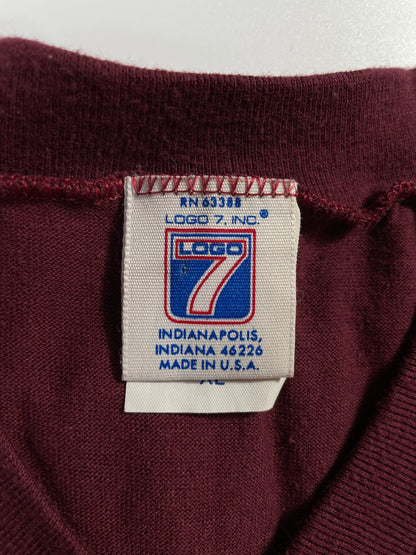 RN 63388
LOGO 7, INC.®
LOGO
7
INDIANAPOLIS,
INDIANA 46226
MADE IN U.S.A.
XL